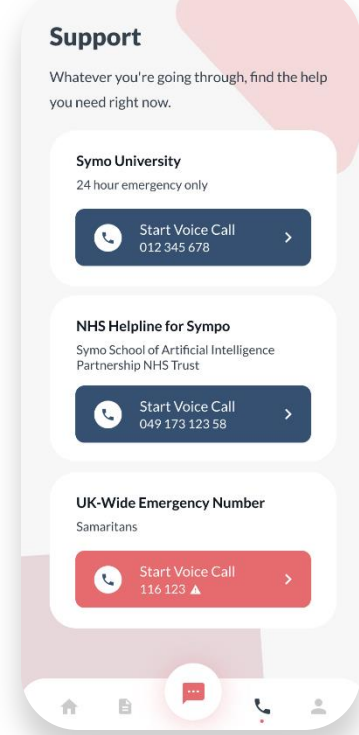 Support
Whatever you're going through, find the help
you need right now.
Symo University
24 hour emergency only
Start Voice Call
012 345 678
NHS Helpline for Sympo
Symo School of Artificial Intelligence
Partnership NHS Trust
Start Voice Call
049 173 123 58
UK-Wide Emergency Number
Samaritans
Start Voice Call
116 123